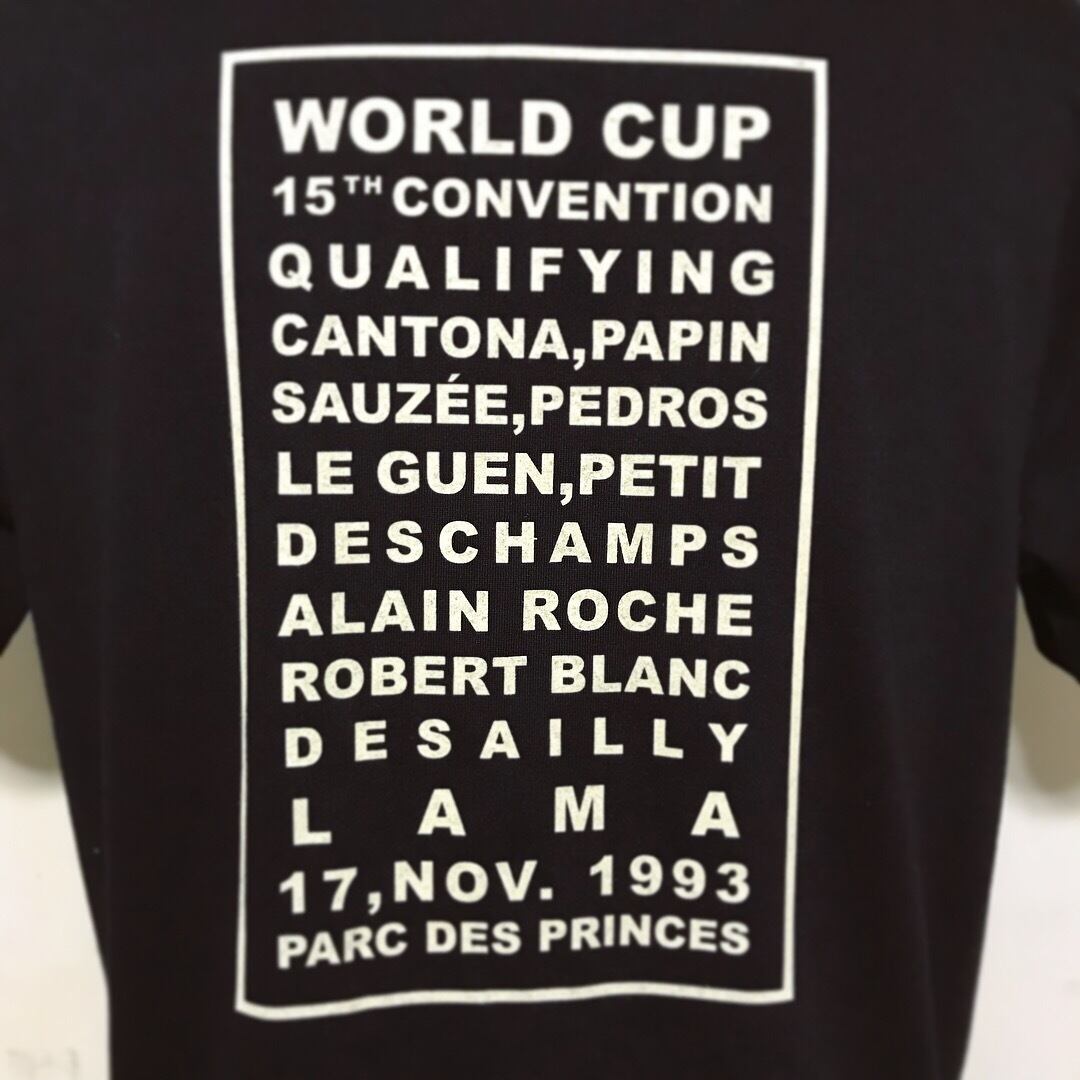 WORLD CUP
15TH CONVENTION
QUALIFYING
CANTONA,PAPIN
SAUZÉE,PEDROS
LE GUEN,PETIT
DESCHAMPS
ALAIN ROCHE
ROBERT BLANC
DESAILLY
LAMA
17,NOV. 1993
PARC DES PRINCES